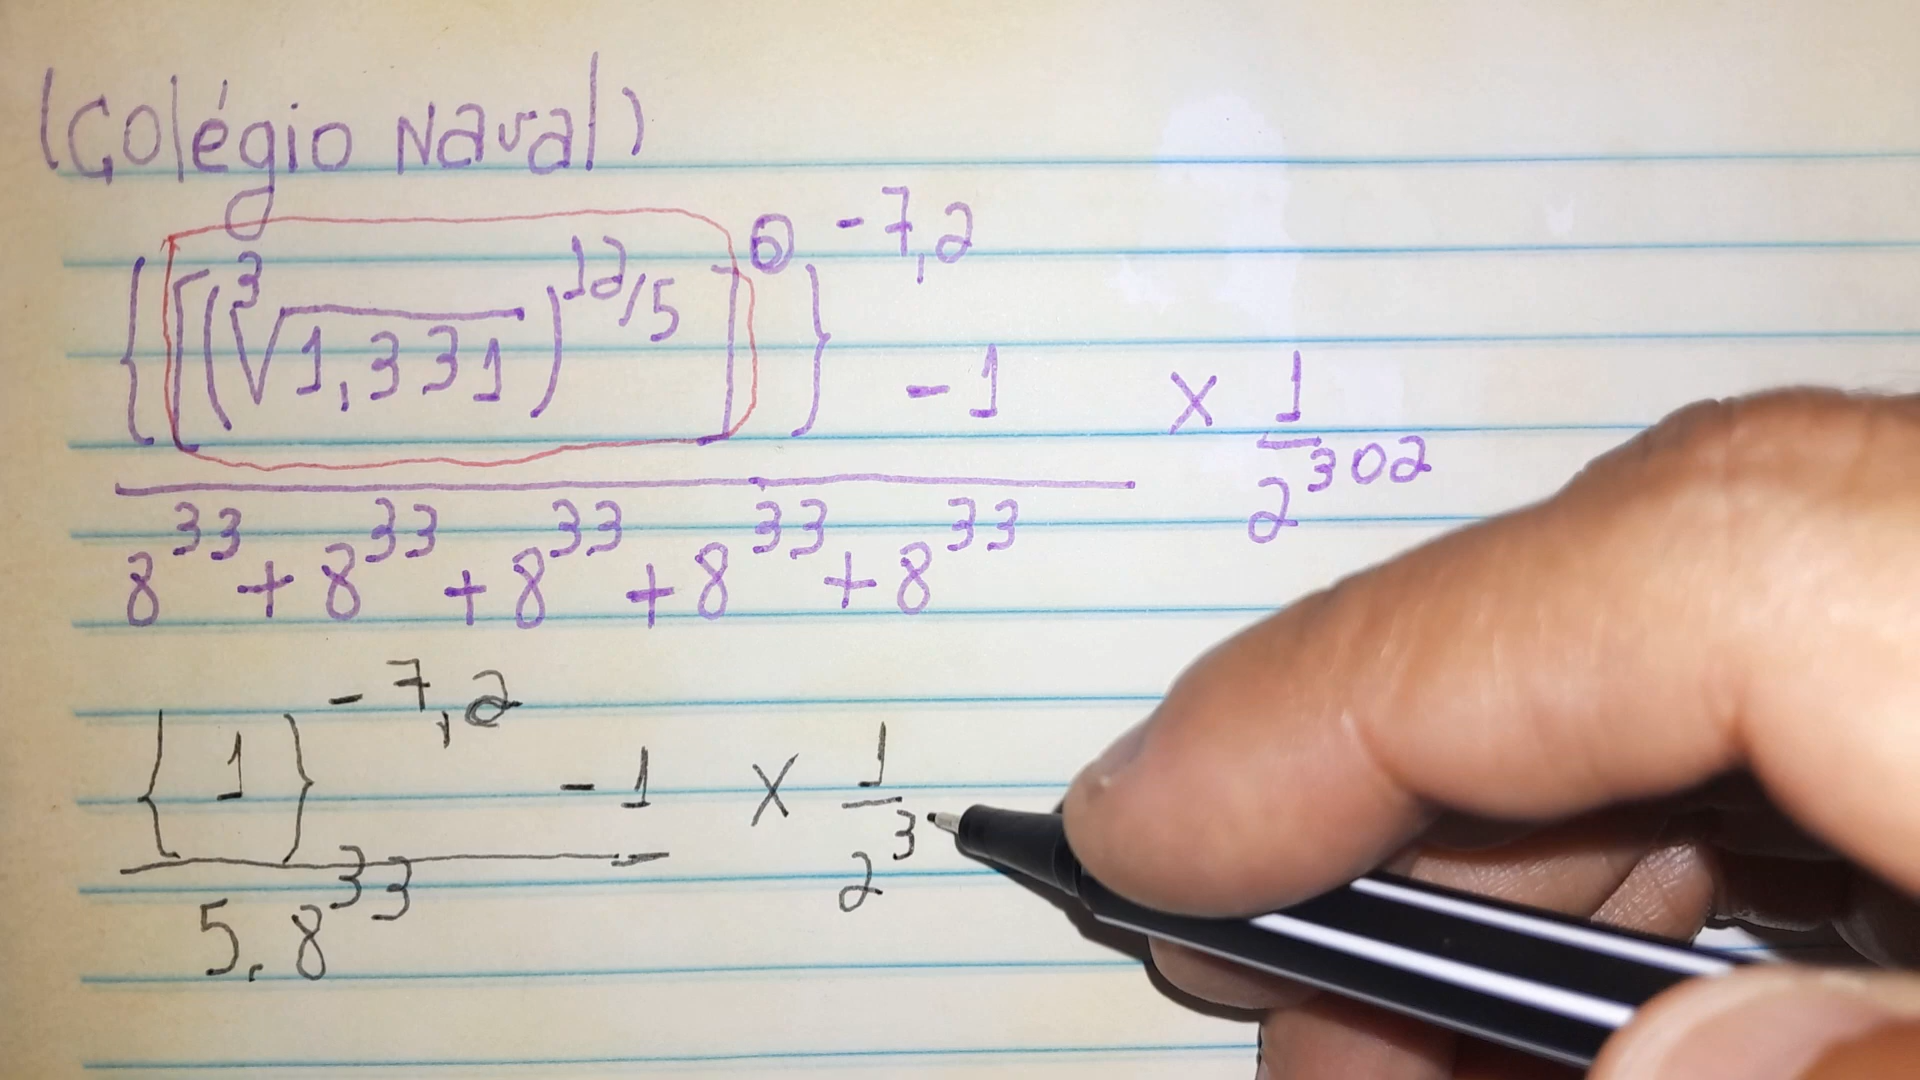 (Colégio Naval)
{[(∛1,331)^12/5]^0}^-7,2 - 1 x 1/2^302
8^33 + 8^33 + 8^33 + 8^33 + 8^33
{1}^-7,2 - 1 x 1/2^3
5.8^33